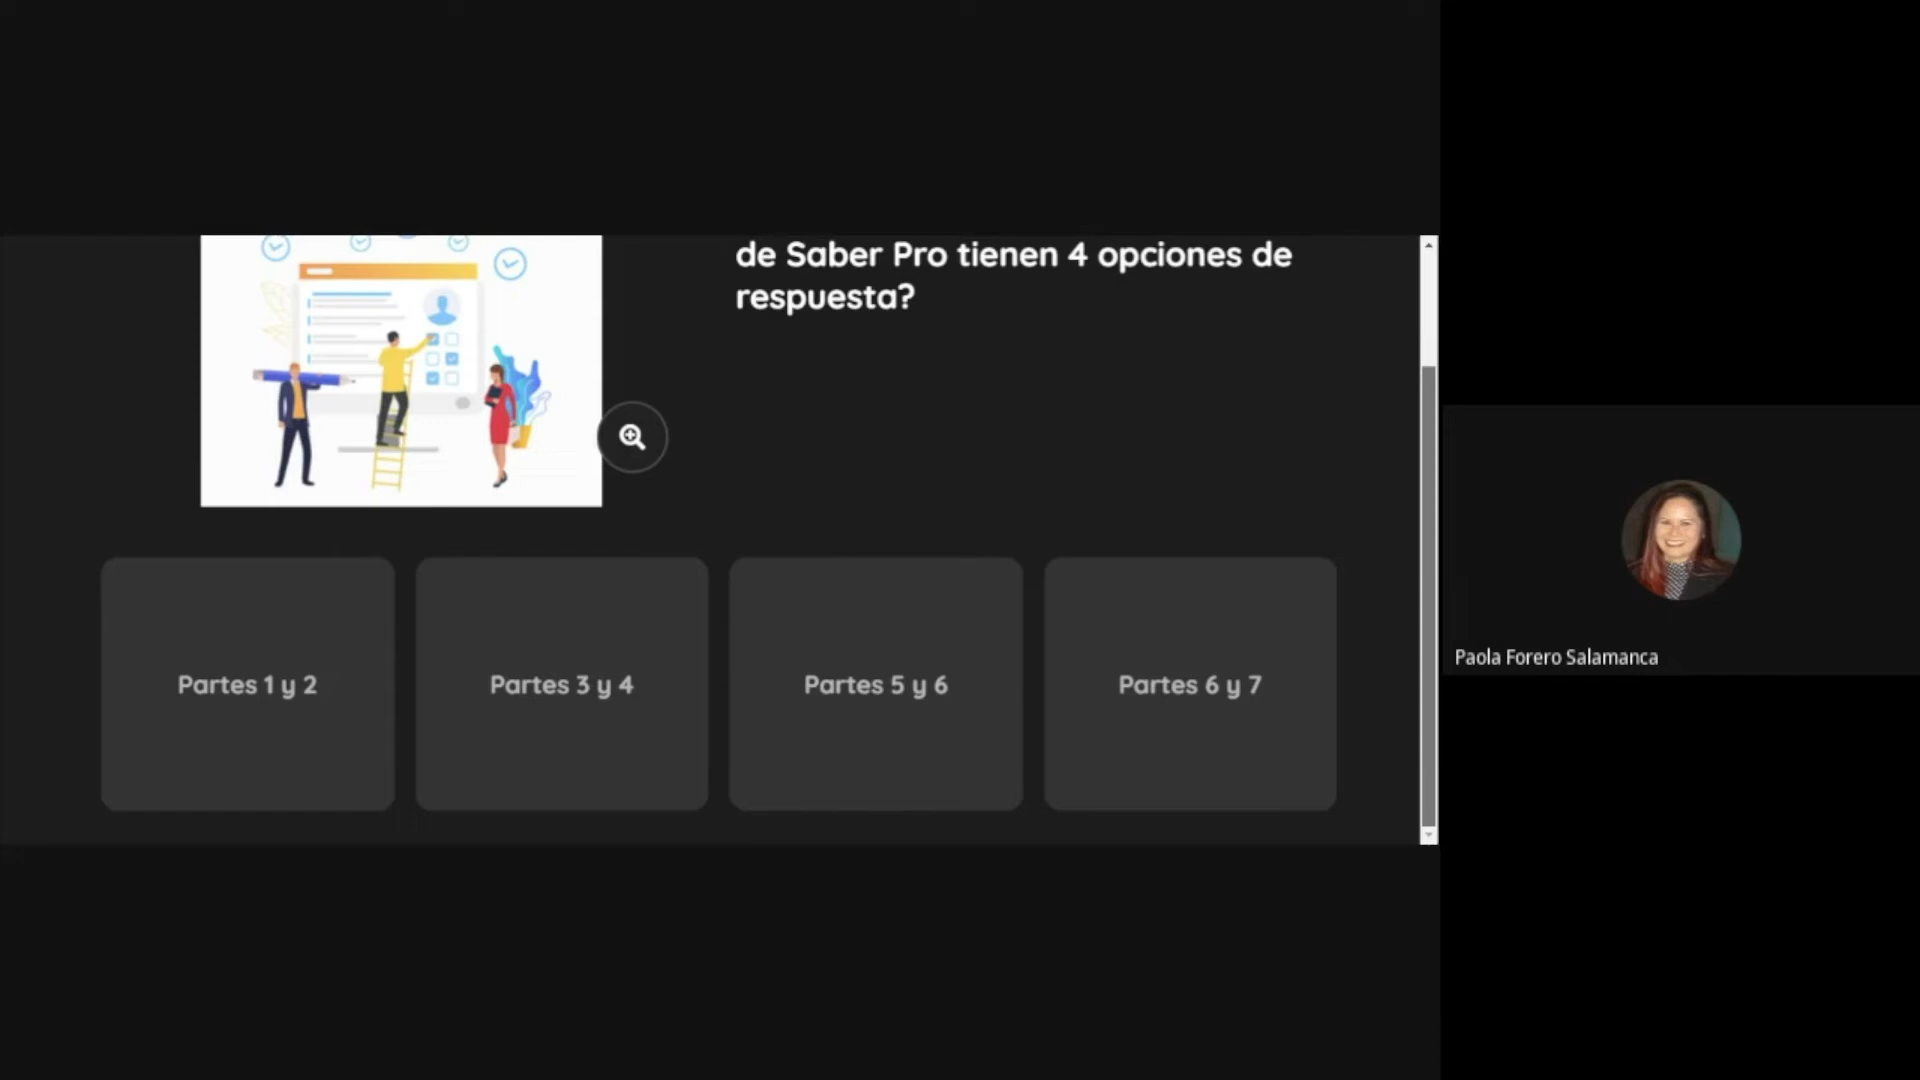 de Saber Pro tienen 4 opciones de
respuesta?
Partes 1 y 2
Partes 3 y 4
Partes 5 y 6
Partes 6 y 7
Paola Forero Salamanca